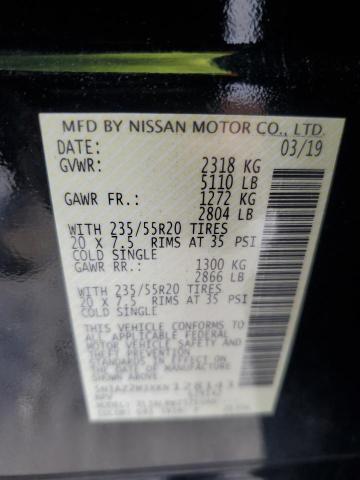 MFD BY NISSAN MOTOR CO., LTD.
DATE: 03/19
GVWR: 2318 KG
5110 LB
GAWR FR.: 1272 KG
2804 LB
WITH 235/55R20 TIRES
20 X 7.5 RIMS AT 35 PSI
COLD SINGLE
GAWR RR.: 1300 KG
2866 LB
WITH 235/55R20 TIRES
20 X 7.5 RIMS AT 35 PSI
COLD SINGLE
THIS VEHICLE CONFORMS TO
ALL APPLICABLE FEDERAL
MOTOR VEHICLE SAFETY
STANDARDS IN EFFECT ON
THE DATE OF MANUFACTURE
SHOWN ABOVE.
MPV
MODEL:
COLOR: